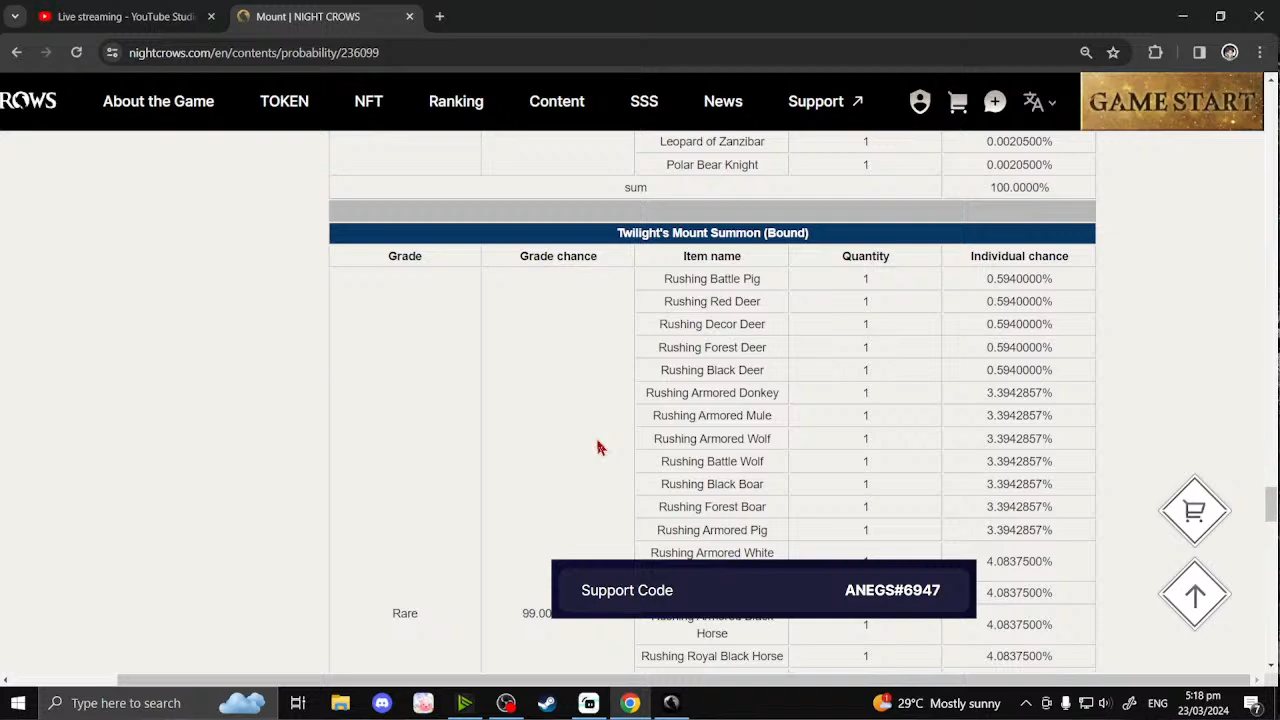 Live streaming - YouTube Studi
Mount | NIGHT CROWS
nightcrows.com/en/contents/probability/236099
ROWS
About the Game
TOKEN
NFT
Ranking
Content
SSS
News
Support
GAME START
Leopard of Zanzibar 1 0.0020500%
Polar Bear Knight 1 0.0020500%
sum 100.0000%
Twilight's Mount Summon (Bound)
Grade Grade chance Item name Quantity Individual chance
Rushing Battle Pig 1 0.5940000%
Rushing Red Deer 1 0.5940000%
Rushing Decor Deer 1 0.5940000%
Rushing Forest Deer 1 0.5940000%
Rushing Black Deer 1 0.5940000%
Rushing Armored Donkey 1 3.3942857%
Rushing Armored Mule 1 3.3942857%
Rushing Armored Wolf 1 3.3942857%
Rushing Battle Wolf 1 3.3942857%
Rushing Black Boar 1 3.3942857%
Rushing Forest Boar 1 3.3942857%
Rushing Armored Pig 1 3.3942857%
Rushing Armored White
4.0837500%
Support Code ANEGS#6947
4.0837500%
Rare 99.00
Rushing Armored Black
Horse 1 4.0837500%
Rushing Royal Black Horse 1 4.0837500%
Type here to search
29°C Mostly sunny
ENG
5:18 pm
23/03/2024
7